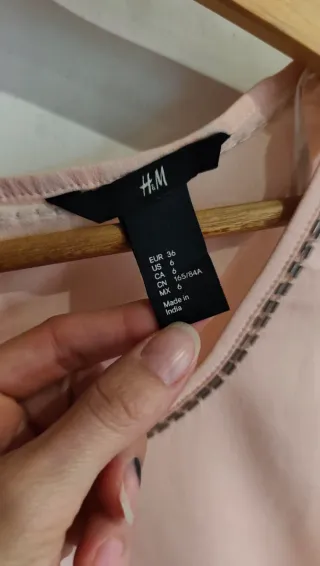 H&M
EUR 36
US 6
CA 6
CN 165/84A
MX 6
Made in
India